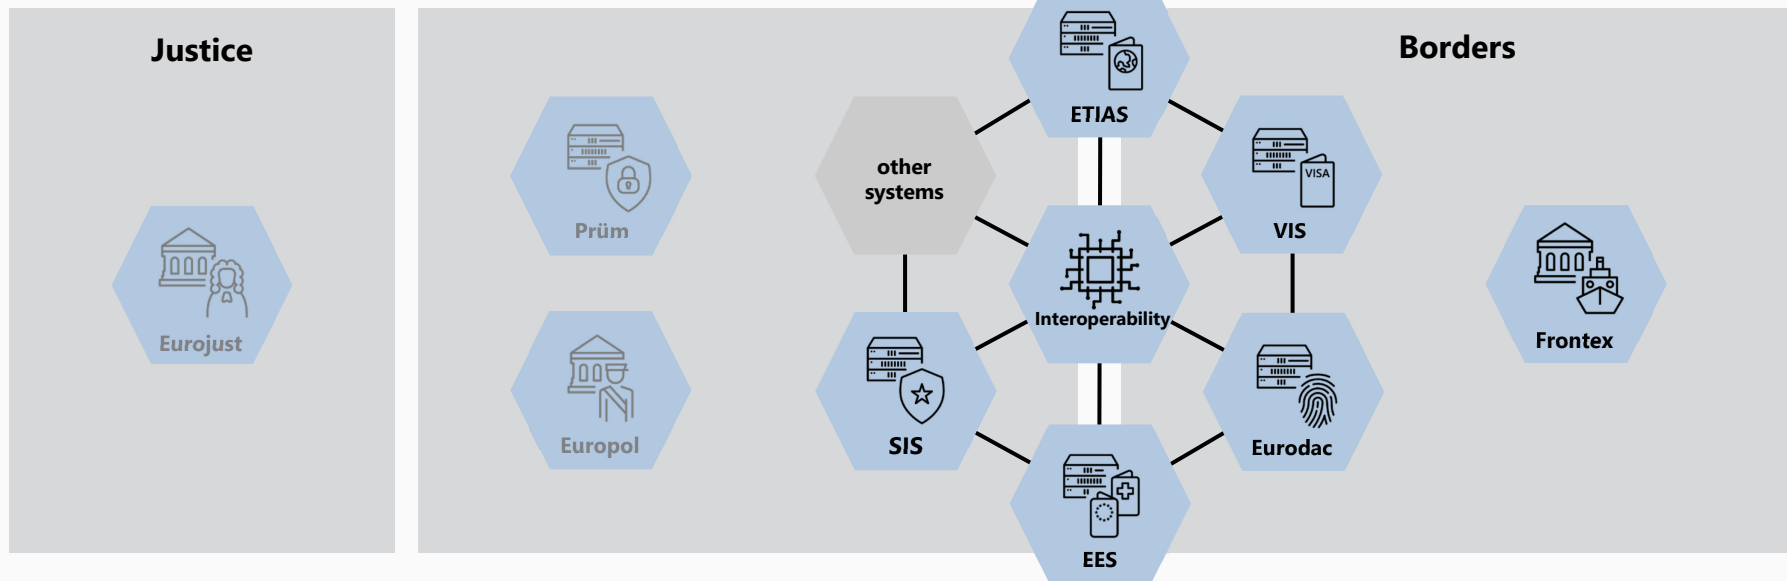 Justice
Borders
ETIAS
other
systems
VISA
Prüm
VIS
Interoperability
Eurojust
Frontex
Europol
SIS
Eurodac
EES